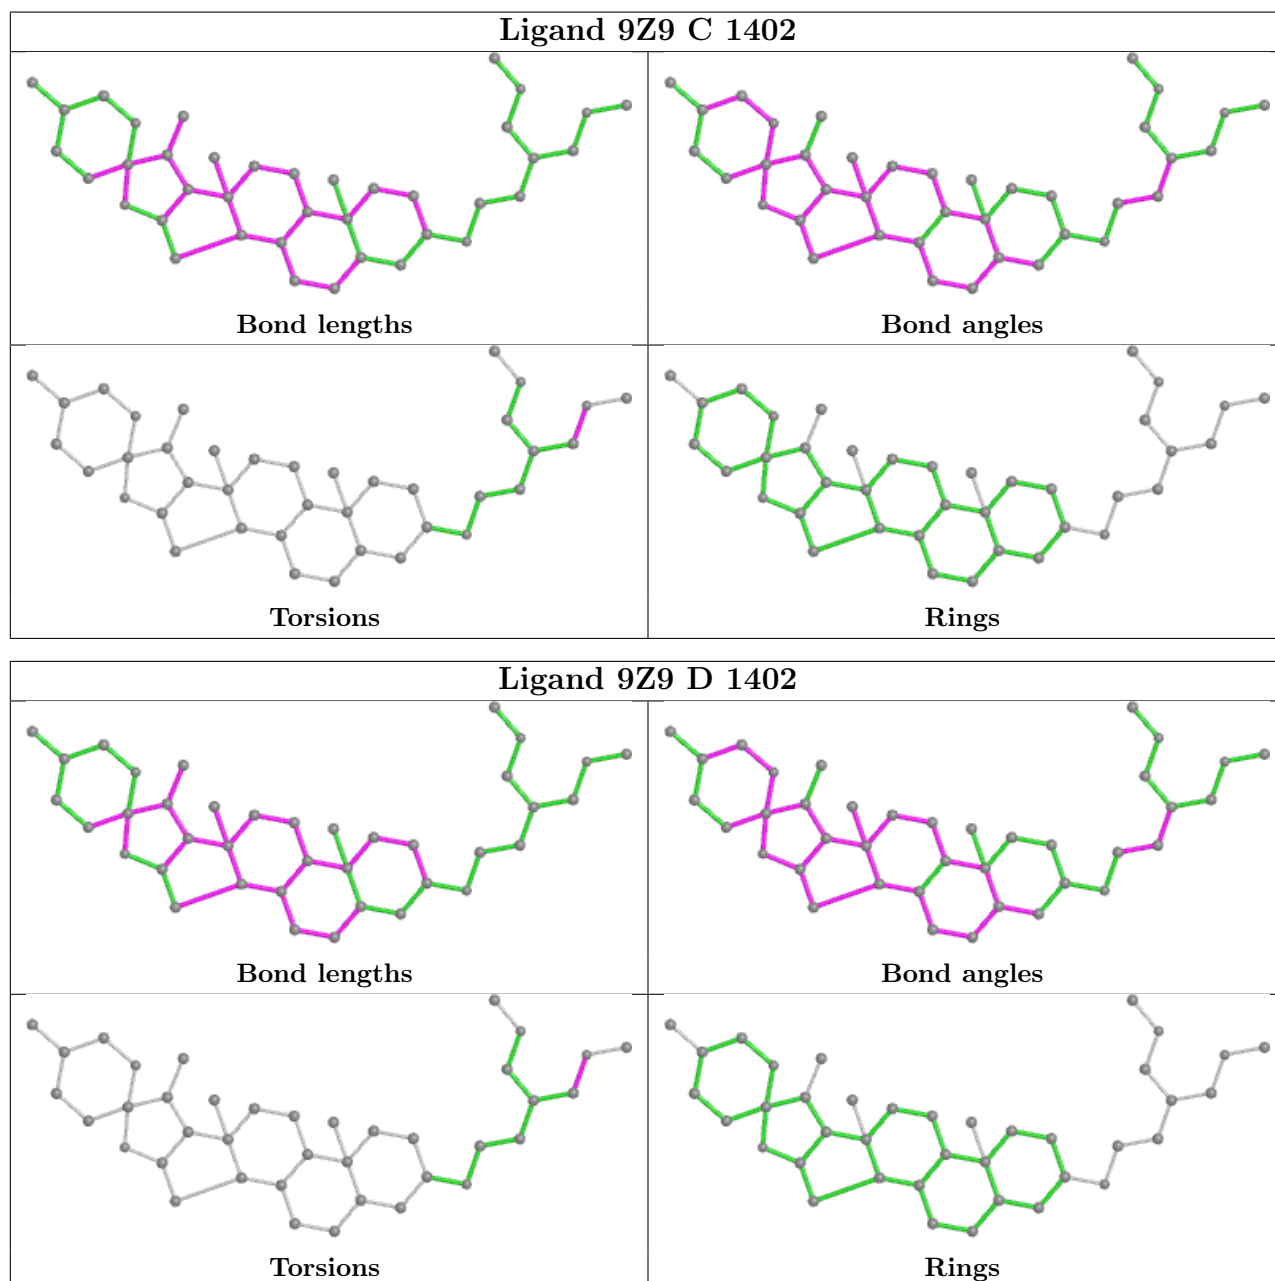 Ligand 9Z9 C 1402
Bond lengths
Bond angles
Torsions
Rings
Ligand 9Z9 D 1402
Bond lengths
Bond angles
Torsions
Rings